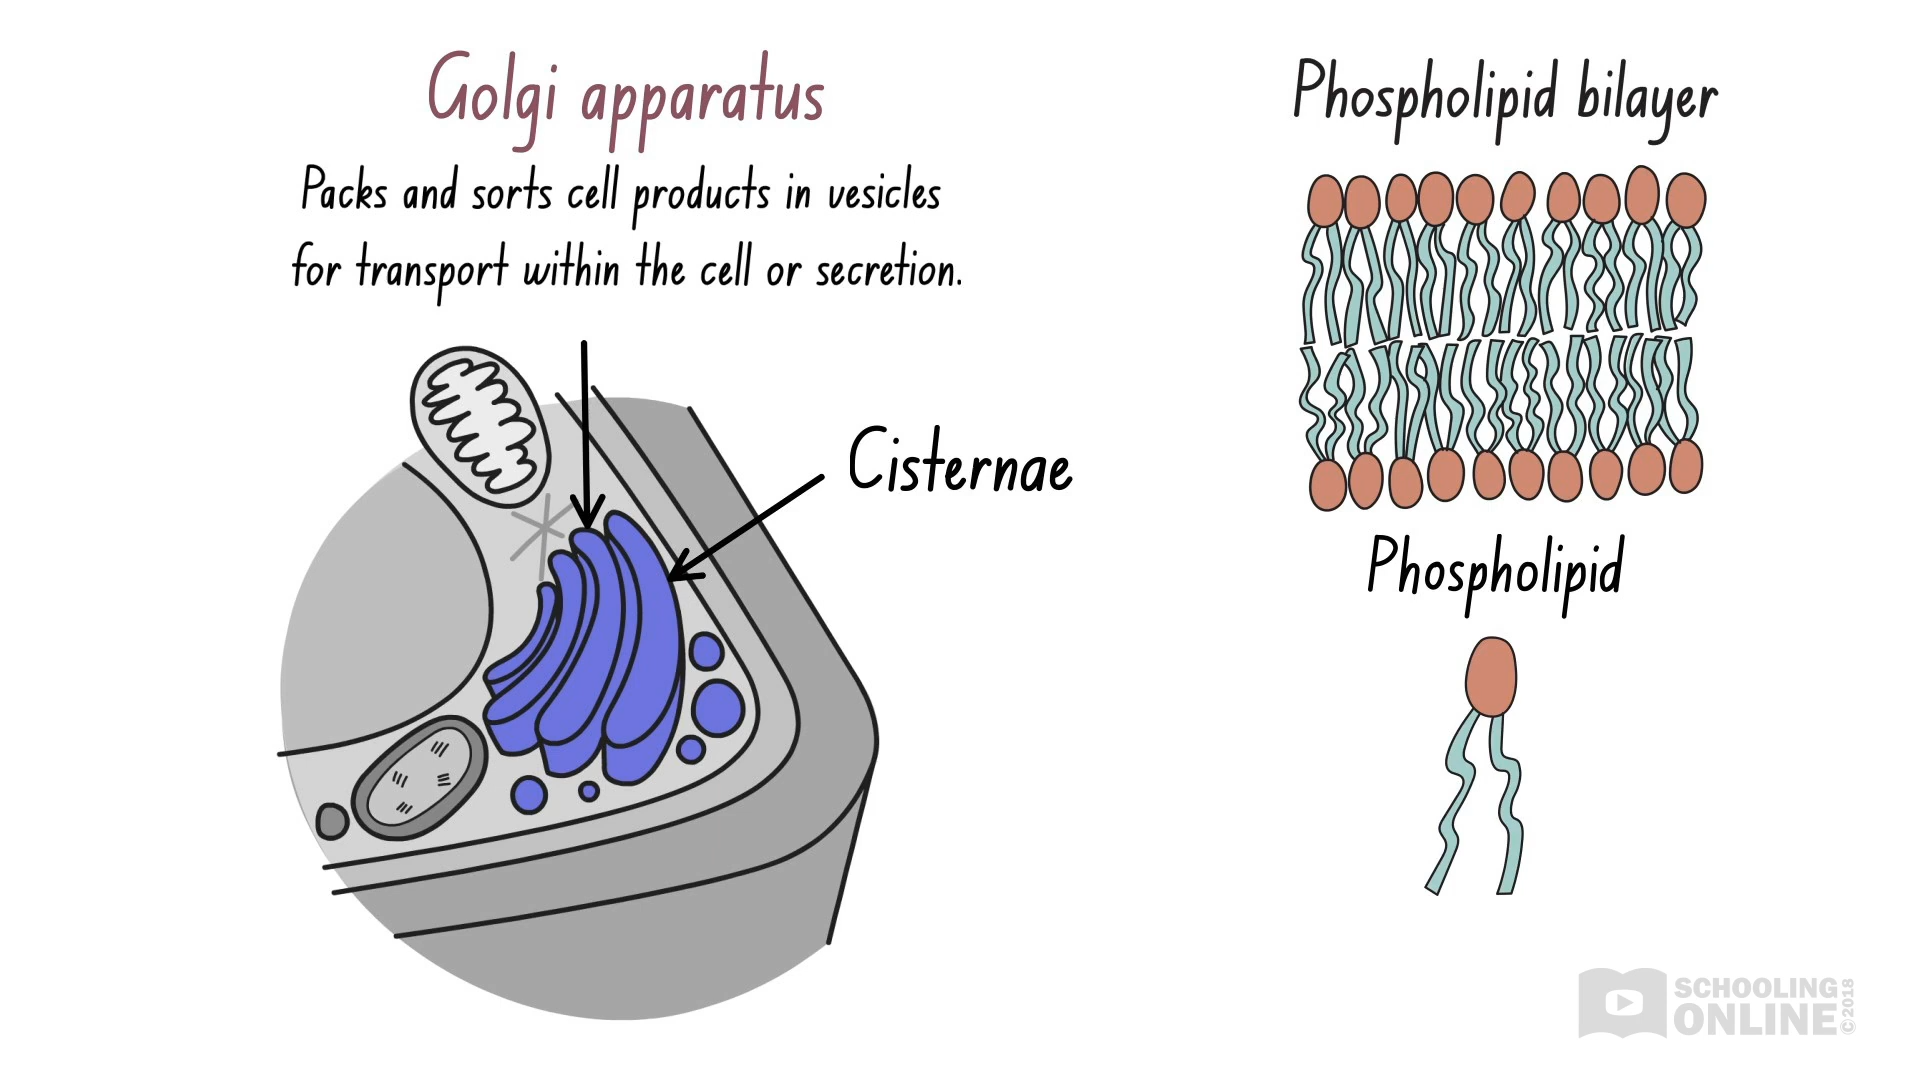 Golgi apparatus
Packs and sorts cell products in vesicles
for transport within the cell or secretion.
Cisternae
Phospholipid bilayer
Phospholipid
SCHOOLING
ONLINE
©2018